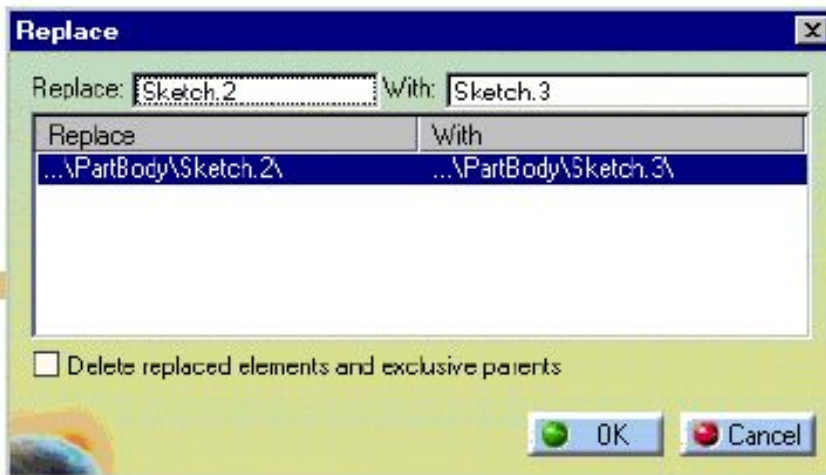 Replace
Replace: Sketch.2 With: Sketch.3
Replace With
...\PartBody\Sketch.2\ ...\PartBody\Sketch.3\
Delete replaced elements and exclusive parents
OK Cancel